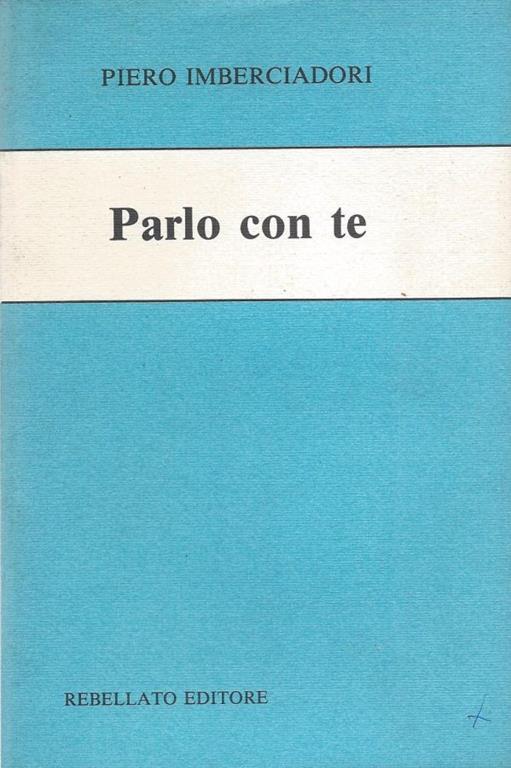 PIERO IMBERCIADORI
Parlo con te
REBELLATO EDITORE